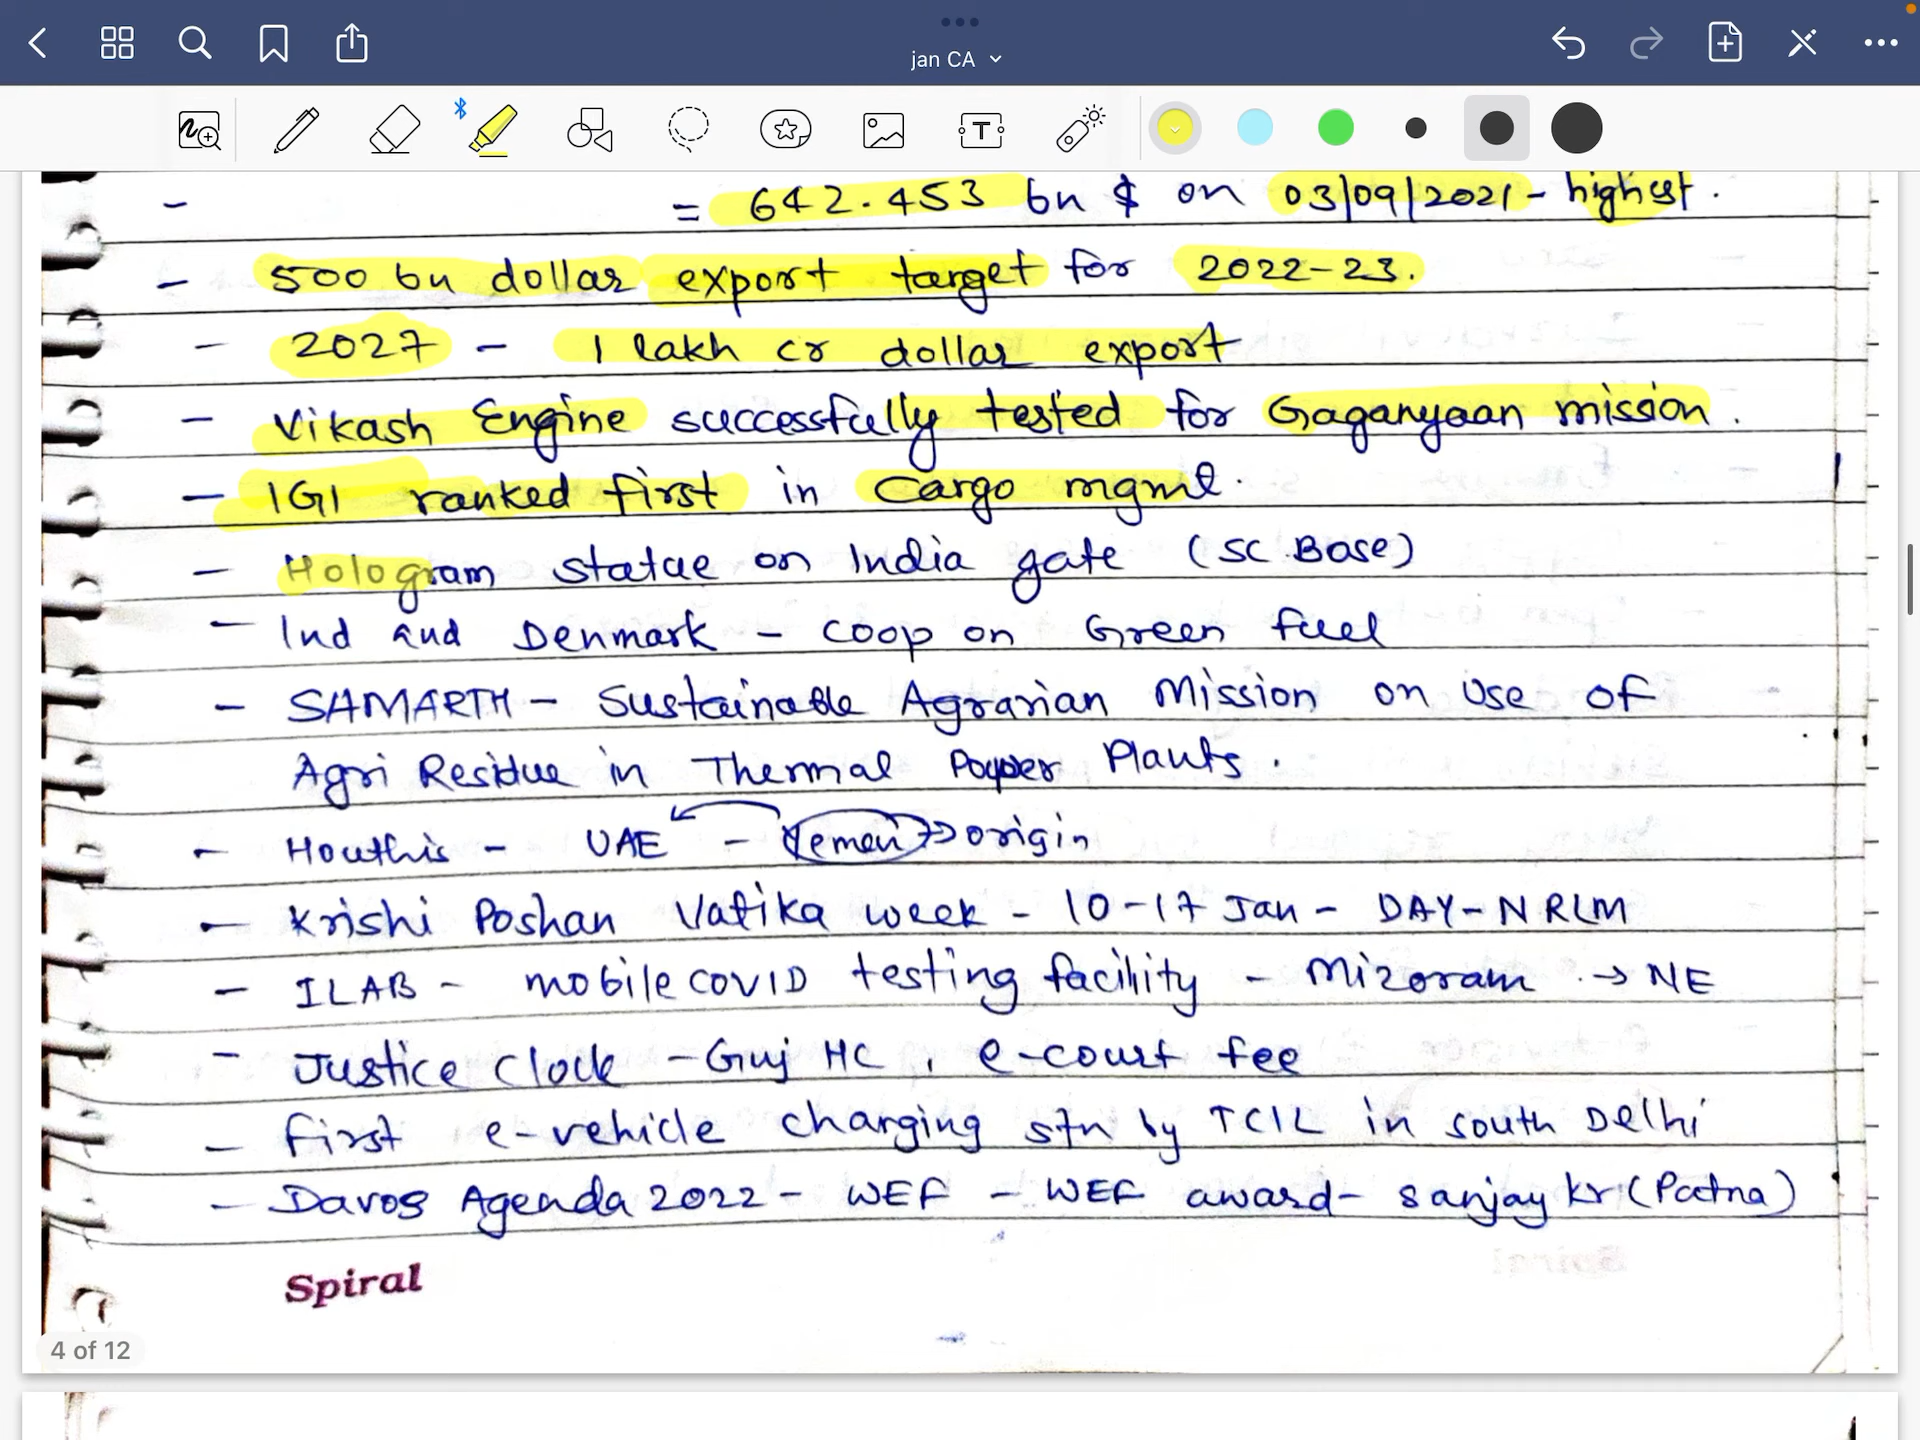 jan CA
T
- = 642.453 bn $ on 03/09/2021 - highest.
- 500 bn dollar export target for 2022-23.
- 2027 - 1 lakh cr dollar export
- Vikash Engine successfully tested for Gaganyaan mission.
- IGI ranked first in Cargo mgmt.
- Hologram statue on India gate (SC Base)
- Ind and Denmark - coop on Green fuel
- SAMARTH - Sustainable Agrarian Mission on Use of
Agri Residue in Thermal Power Plants.
- Houthis - UAE - Yemen → origin
- Krishi Poshan Vatika week - 10-17 Jan - DAY-NRLM
- ILAB - mobile COVID testing facility - Mizoram. → NE
- Justice Clock - Guj HC, e-court fee
- first e-vehicle charging stn by TCIL in south Delhi
- Davos Agenda 2022 - WEF - WEF award - sanjay kr (Patna)
Spiral
4 of 12